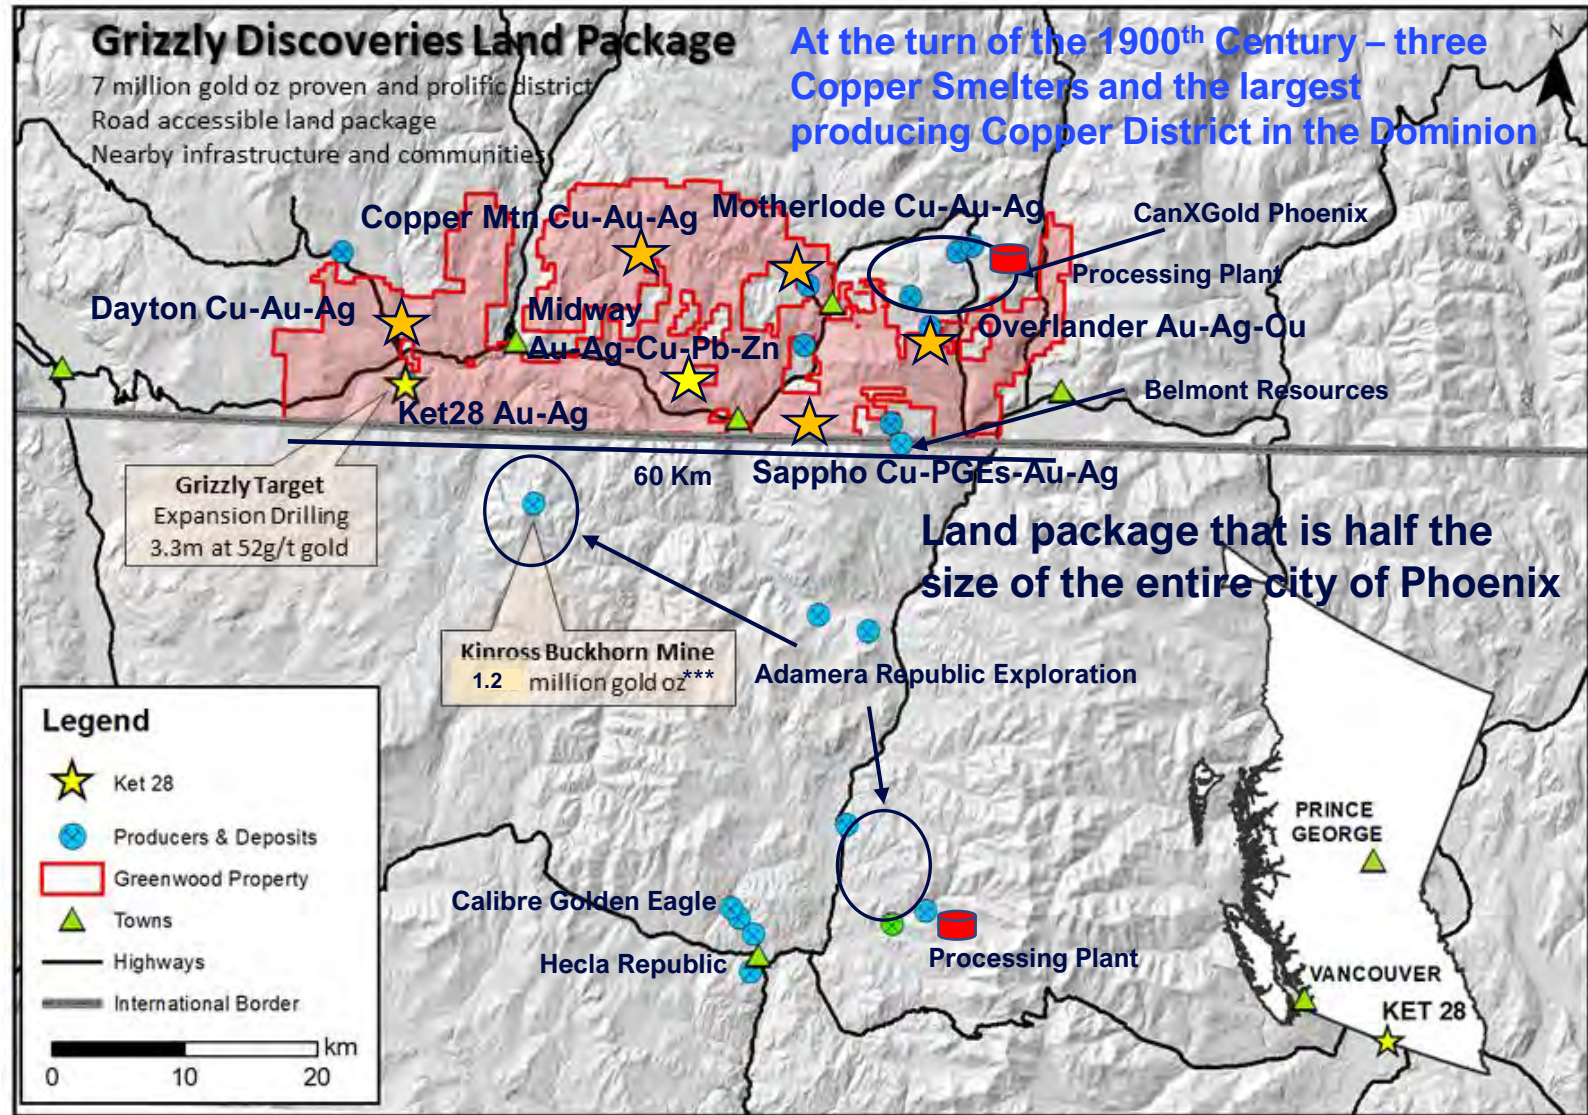 Grizzly Discoveries Land Package
7 million gold oz proven and prolific district
Road accessible land package
Nearby infrastructure and communities
At the turn of the 1900th Century – three
Copper Smelters and the largest
producing Copper District in the Dominion
N
Copper Mtn Cu-Au-Ag
Motherlode Cu-Au-Ag
CanXGold Phoenix
Processing Plant
Dayton Cu-Au-Ag
Midway
Au-Ag-Cu-Pb-Zn
Overlander Au-Ag-Cu
Belmont Resources
Ket28 Au-Ag
60 Km
Sappho Cu-PGEs-Au-Ag
Grizzly Target
Expansion Drilling
3.3m at 52g/t gold
Land package that is half the
size of the entire city of Phoenix
Kinross Buckhorn Mine
1.2 million gold oz***
Adamera Republic Exploration
Calibre Golden Eagle
Hecla Republic
Processing Plant
Legend
Ket 28
Producers & Deposits
Greenwood Property
Towns
Highways
International Border
km
0 10 20
PRINCE
GEORGE
VANCOUVER
KET 28